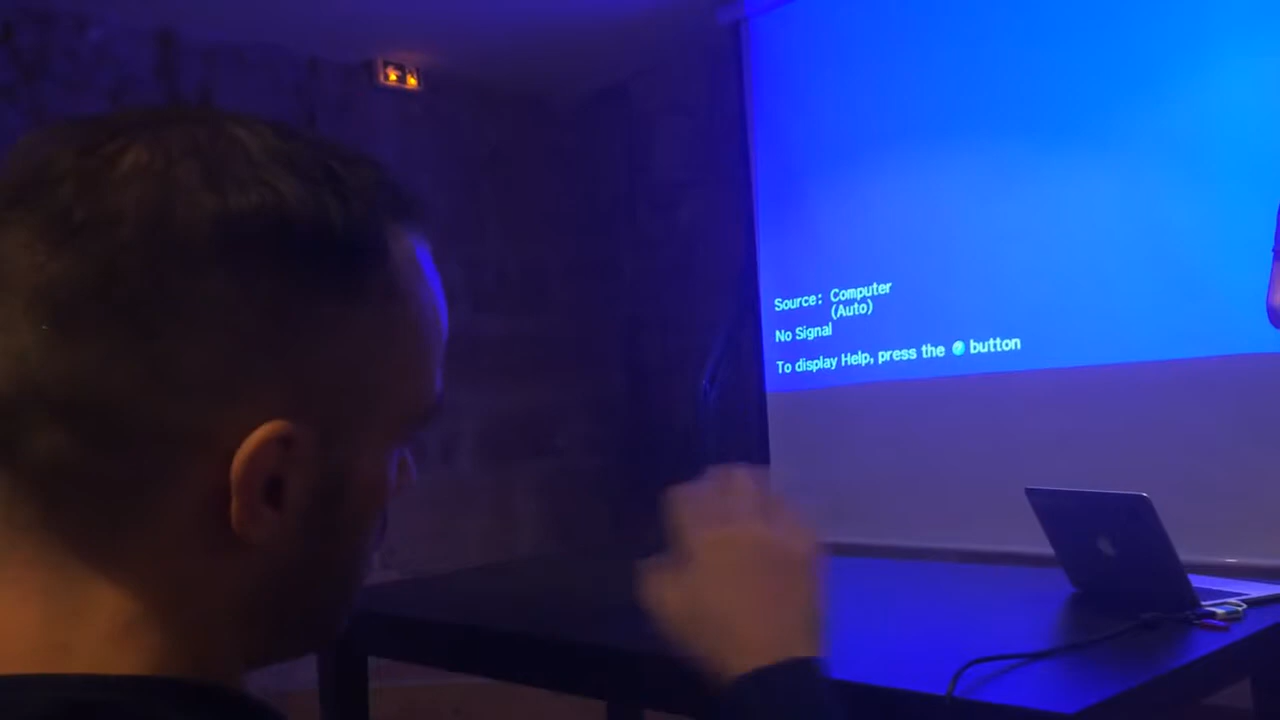 Source: Computer
(Auto)
No Signal
To display Help, press the ? button